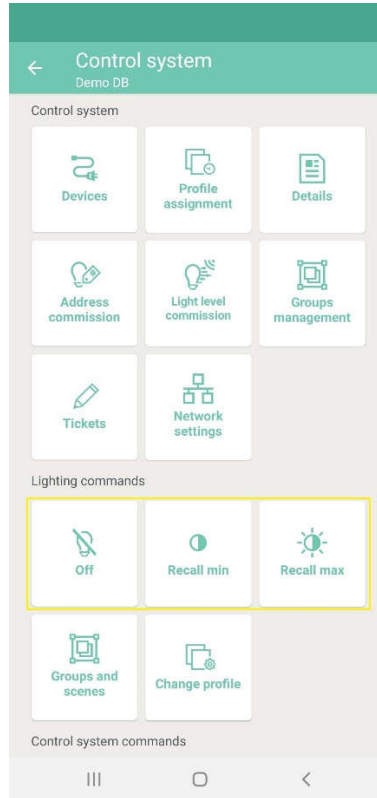 Control system
Demo DB
Control system
Devices
Profile
assignment
Details
Address
commission
Light level
commission
Groups
management
Tickets
Network
settings
Lighting commands
Off
Recall min
Recall max
Groups and
scenes
Change profile
Control system commands